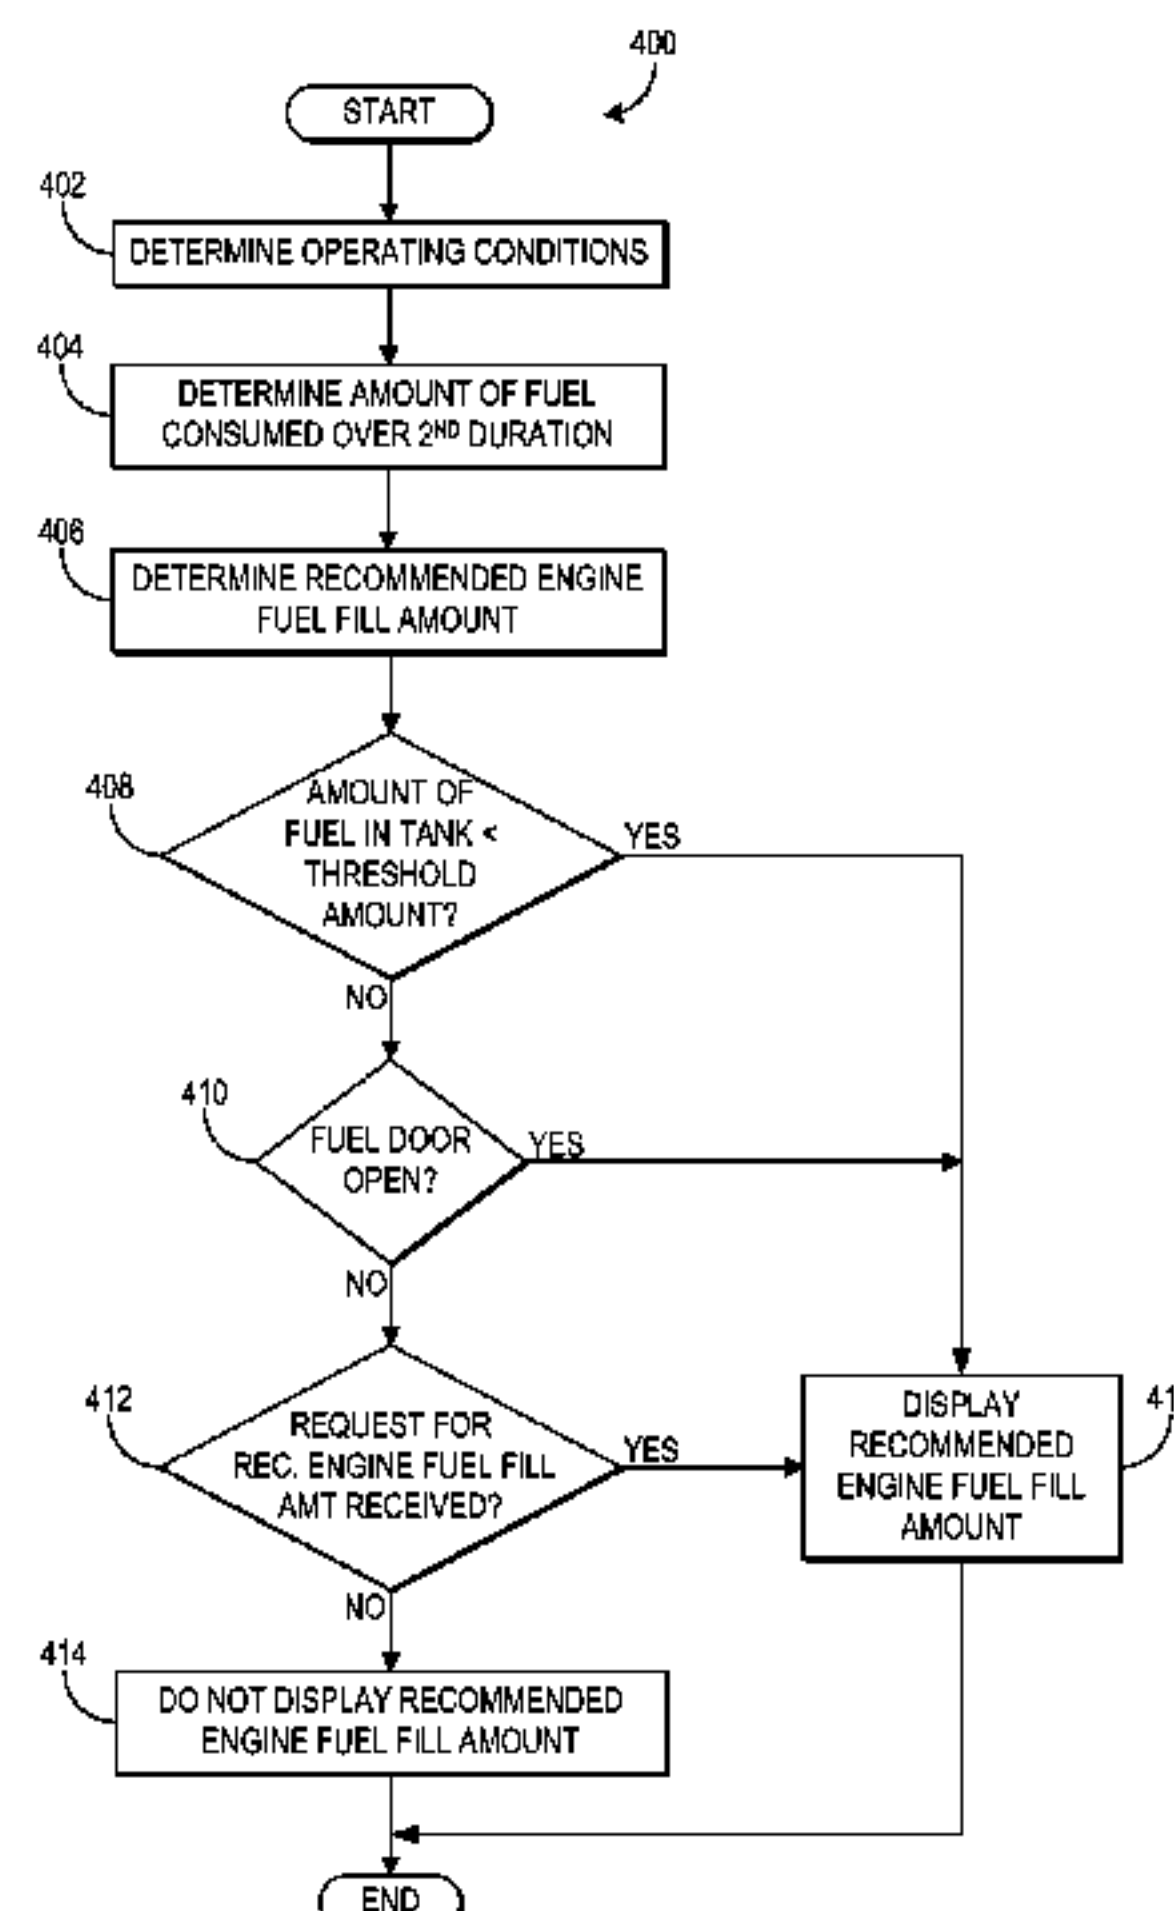 400
START
402
DETERMINE OPERATING CONDITIONS
404
DETERMINE AMOUNT OF FUEL
CONSUMED OVER 2ND DURATION
406
DETERMINE RECOMMENDED ENGINE
FUEL FILL AMOUNT
408
AMOUNT OF
FUEL IN TANK <
THRESHOLD
AMOUNT?
YES
NO
410
FUEL DOOR
OPEN?
YES
NO
412
REQUEST FOR
REC. ENGINE FUEL FILL
AMT RECEIVED?
YES
NO
DISPLAY
RECOMMENDED
ENGINE FUEL FILL
AMOUNT
414
DO NOT DISPLAY RECOMMENDED
ENGINE FUEL FILL AMOUNT
END